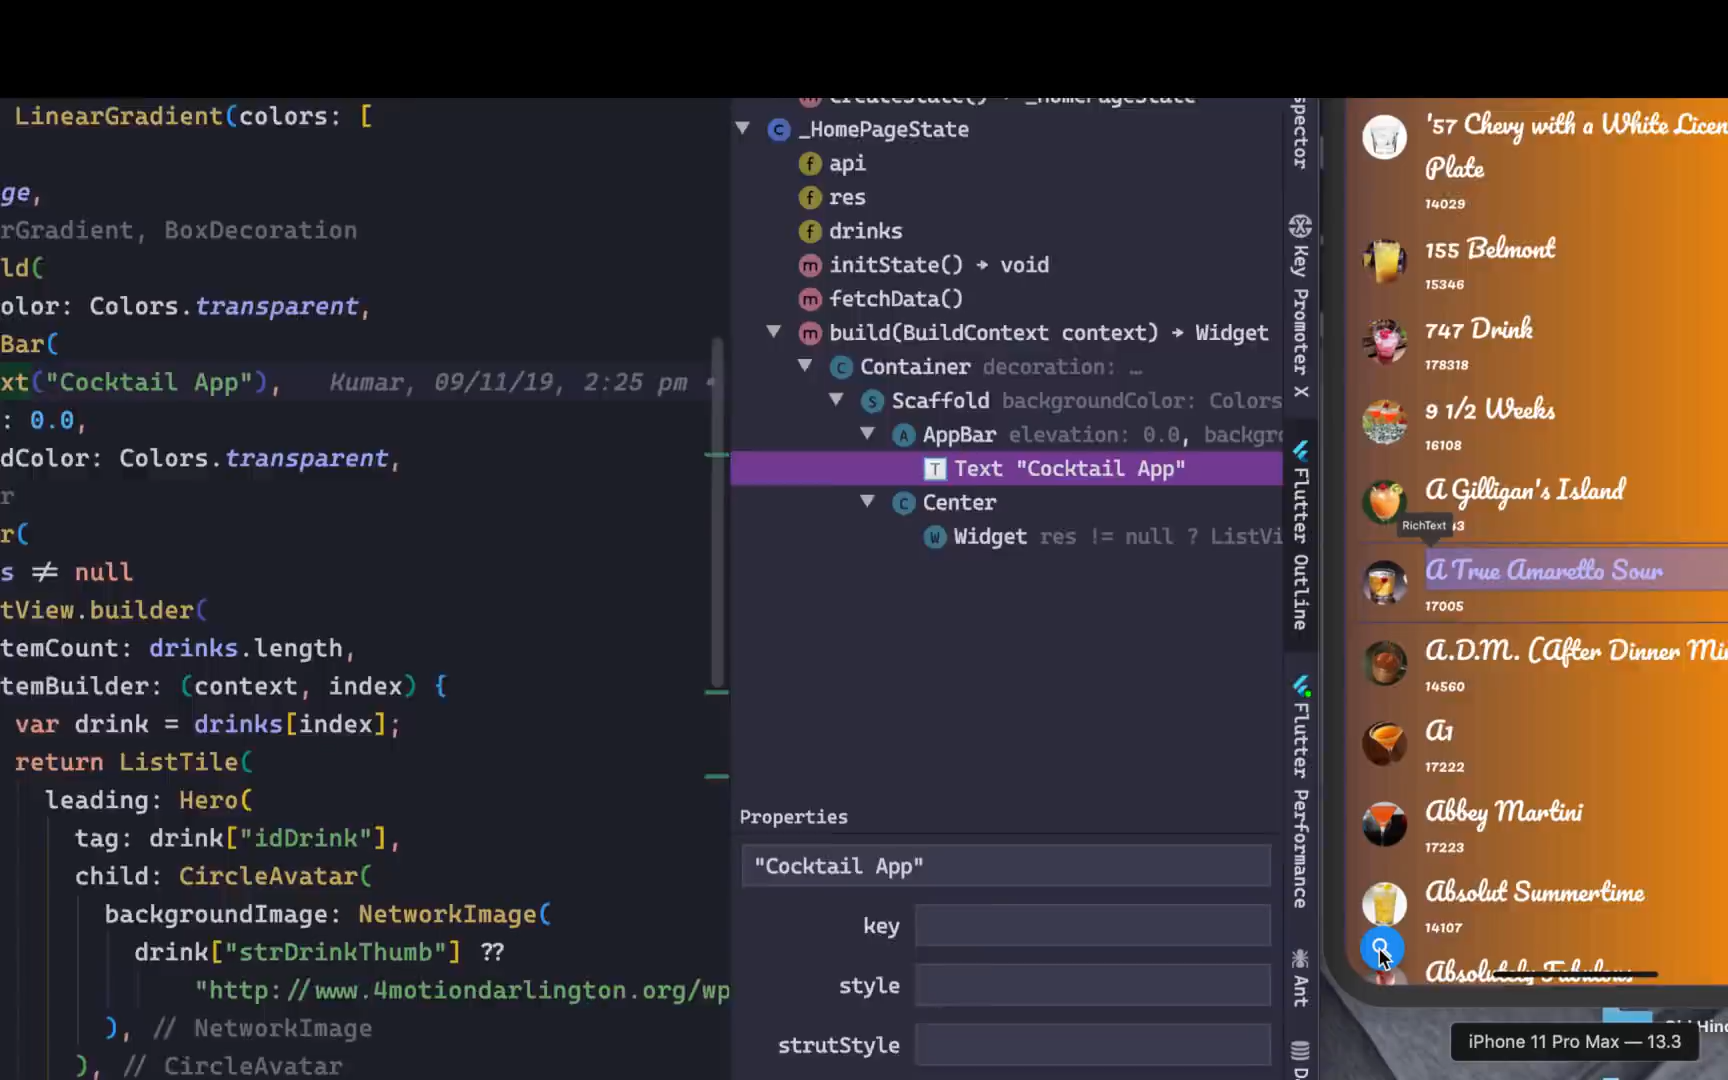 LinearGradient(colors: [
ge,
rGradient, BoxDecoration
ld(
olor: Colors.transparent,
Bar(
xt("Cocktail App"),   Kumar, 09/11/19, 2:25 pm •
: 0.0,
dColor: Colors.transparent,
r
r(
s ≠ null
tView.builder(
temCount: drinks.length,
temBuilder: (context, index) {
var drink = drinks[index];
return ListTile(
leading: Hero(
tag: drink["idDrink"],
child: CircleAvatar(
backgroundImage: NetworkImage(
drink["strDrinkThumb"] ??
"http://www.4motiondarlington.org/wp
), // NetworkImage
), // CircleAvatar
createState() → _HomePageState
_HomePageState
api
res
drinks
initState() → void
fetchData()
build(BuildContext context) → Widget
Container decoration: …
Scaffold backgroundColor: Colors
AppBar elevation: 0.0, backgro
Text "Cocktail App"
Center
Widget res != null ? ListVi
Properties
"Cocktail App"
key
style
strutStyle
spector
Key Promoter X
Flutter Outline
Flutter Performance
Ant
'57 Chevy with a White Licen
Plate
14029
155 Belmont
15346
747 Drink
178318
9 1/2 Weeks
16108
A Gilligan's Island
RichText
A True Amaretto Sour
17005
A.D.M. (After Dinner Min
14560
A1
17222
Abbey Martini
17223
Absolut Summertime
14107
Absolutely Fabulous
iPhone 11 Pro Max — 13.3